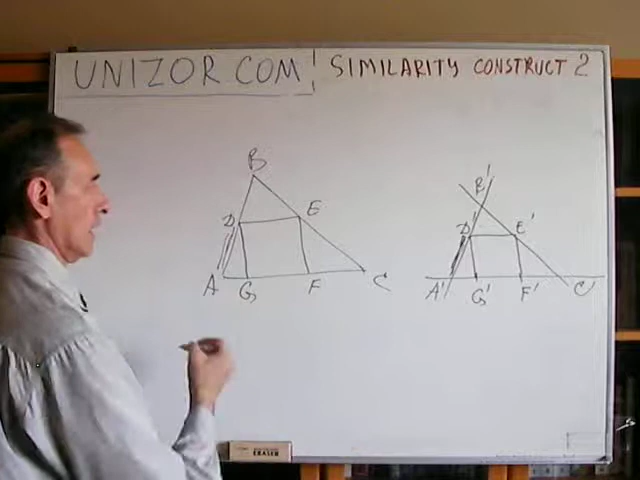 UNIZOR.COM
SIMILARITY CONSTRUCT 2
B
D E
A G F C
B'
D' E'
A' G' F' C'
ERASER